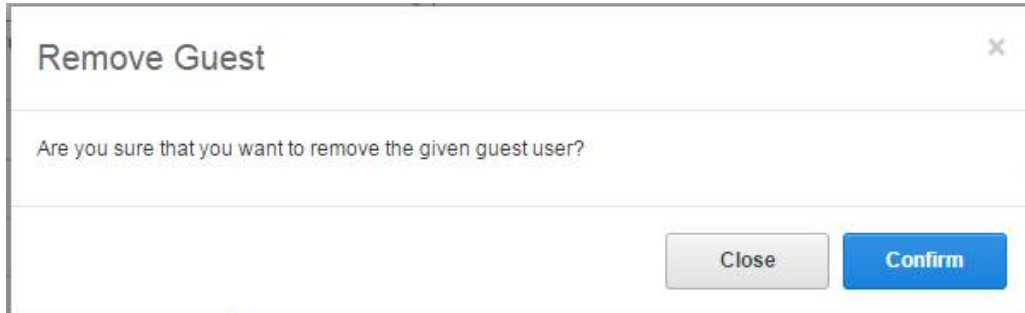 Remove Guest
×
Are you sure that you want to remove the given guest user?
Close
Confirm